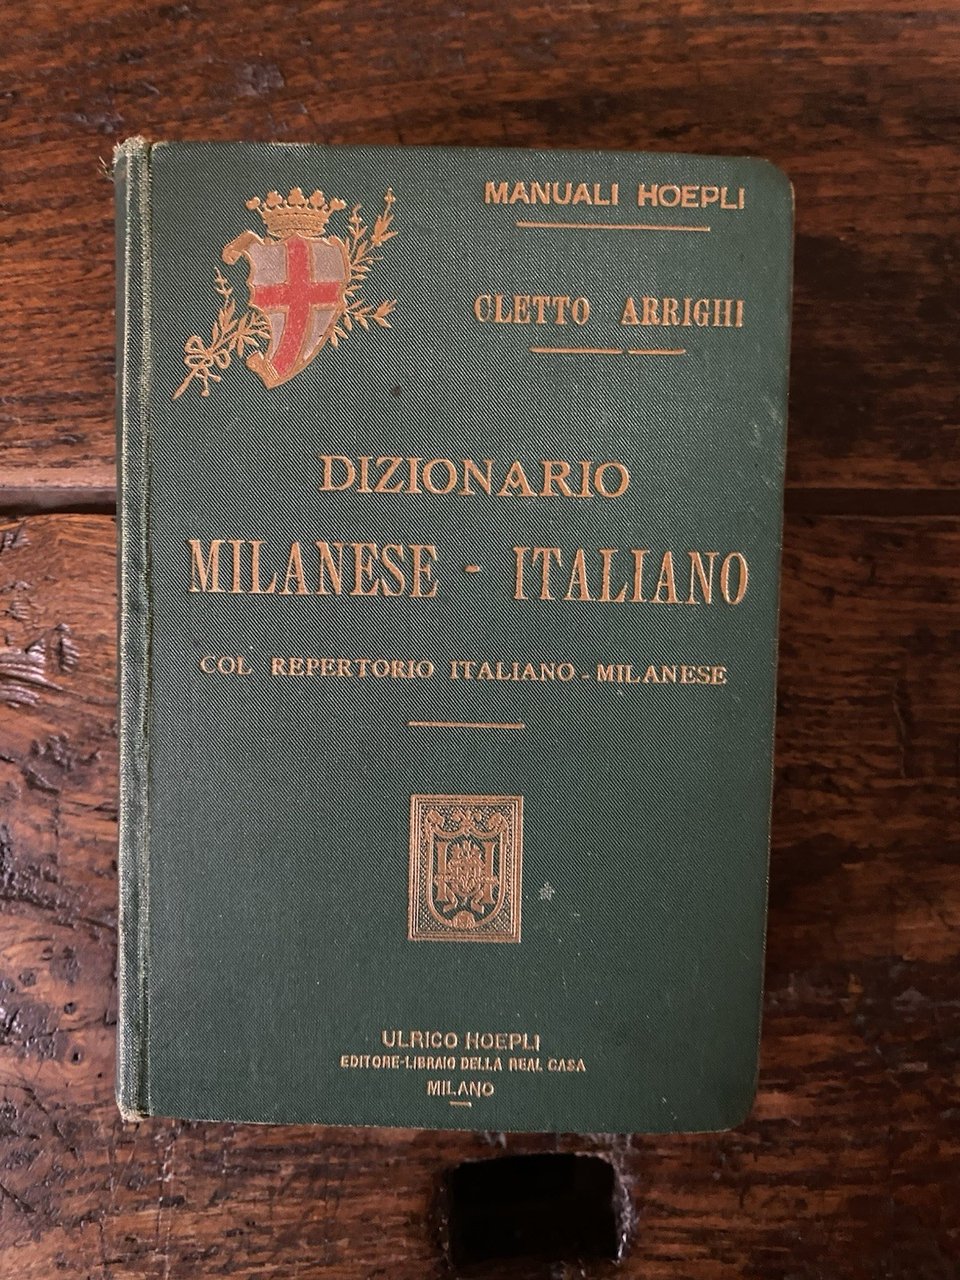 MANUALI HOEPLI
CLETTO ARRIGHI
DIZIONARIO
MILANESE - ITALIANO
COL REPERTORIO ITALIANO - MILANESE
ULRICO HOEPLI
EDITORE-LIBRAIO DELLA REAL CASA
MILANO